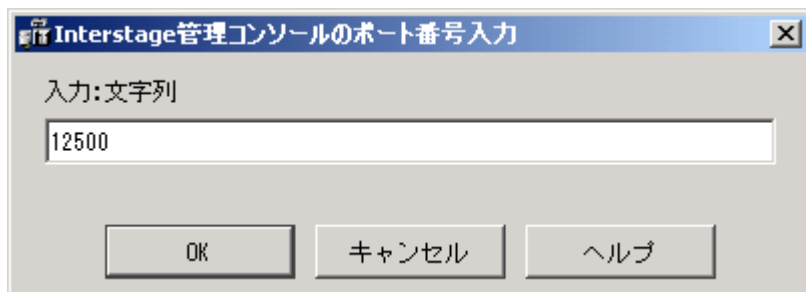 Interstage管理コンソールのポート番号入力
入力:文字列
12500
OK
キャンセル
ヘルプ